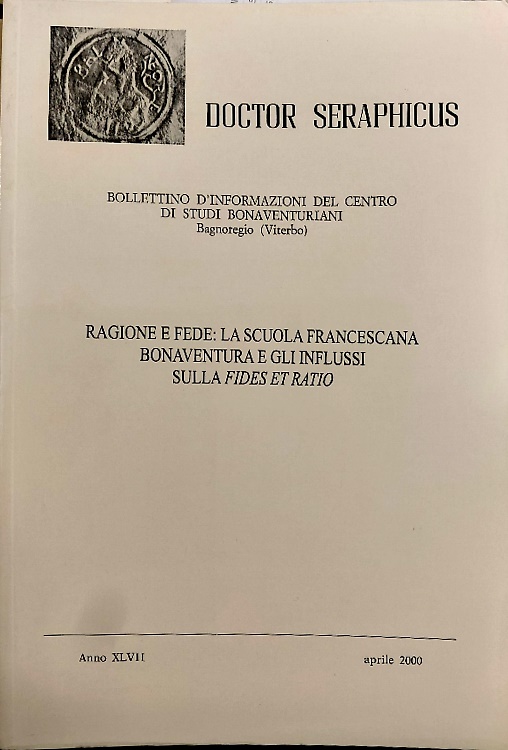 DOCTOR SERAPHICUS
BOLLETTINO D'INFORMAZIONI DEL CENTRO
DI STUDI BONAVENTURIANI
Bagnoregio (Viterbo)
RAGIONE E FEDE: LA SCUOLA FRANCESCANA
BONAVENTURA E GLI INFLUSSI
SULLA FIDES ET RATIO
Anno XLVII
aprile 2000